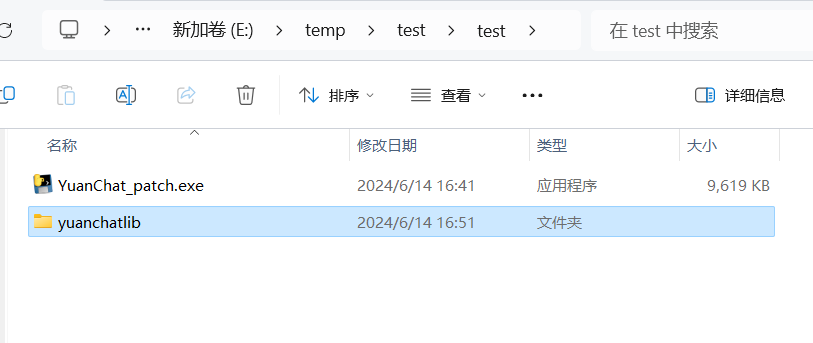 新加卷 (E:) temp test test 在 test 中搜索
排序 查看 详细信息
名称 修改日期 类型 大小
YuanChat_patch.exe 2024/6/14 16:41 应用程序 9,619 KB
yuanchatlib 2024/6/14 16:51 文件夹